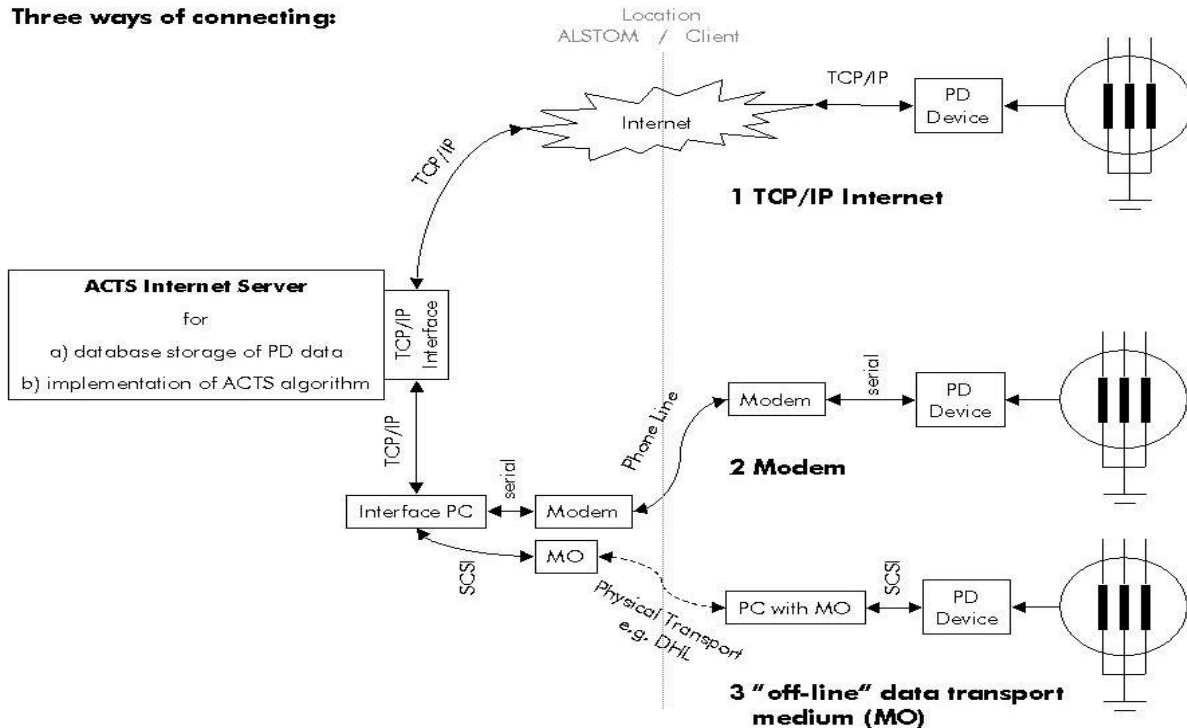 Three ways of connecting:
Location
ALSTOM / Client
TCP/IP
PD
Device
Internet
TCP/IP
1 TCP/IP Internet
ACTS Internet Server
for
a) database storage of PD data
b) implementation of ACTS algorithm
TCP/IP
Interface
TCP/IP
Phone Line
Modem
serial
PD
Device
2 Modem
Interface PC
serial
Modem
SCSI
MO
Physical Transport
e.g. DHL
PC with MO
SCSI
PD
Device
3 "off-line" data transport
medium (MO)